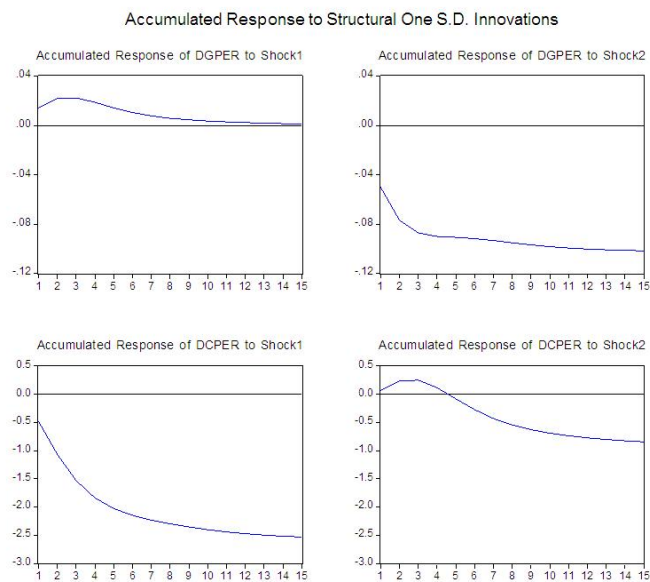 Accumulated Response to Structural One S.D. Innovations
Accumulated Response of DGPER to Shock1
.04
.00
-.04
-.08
-.12
1 2 3 4 5 6 7 8 9 10 11 12 13 14 15
Accumulated Response of DGPER to Shock2
.04
.00
-.04
-.08
-.12
1 2 3 4 5 6 7 8 9 10 11 12 13 14 15
Accumulated Response of DCPER to Shock1
0.5
0.0
-0.5
-1.0
-1.5
-2.0
-2.5
-3.0
1 2 3 4 5 6 7 8 9 10 11 12 13 14 15
Accumulated Response of DCPER to Shock2
0.5
0.0
-0.5
-1.0
-1.5
-2.0
-2.5
-3.0
1 2 3 4 5 6 7 8 9 10 11 12 13 14 15